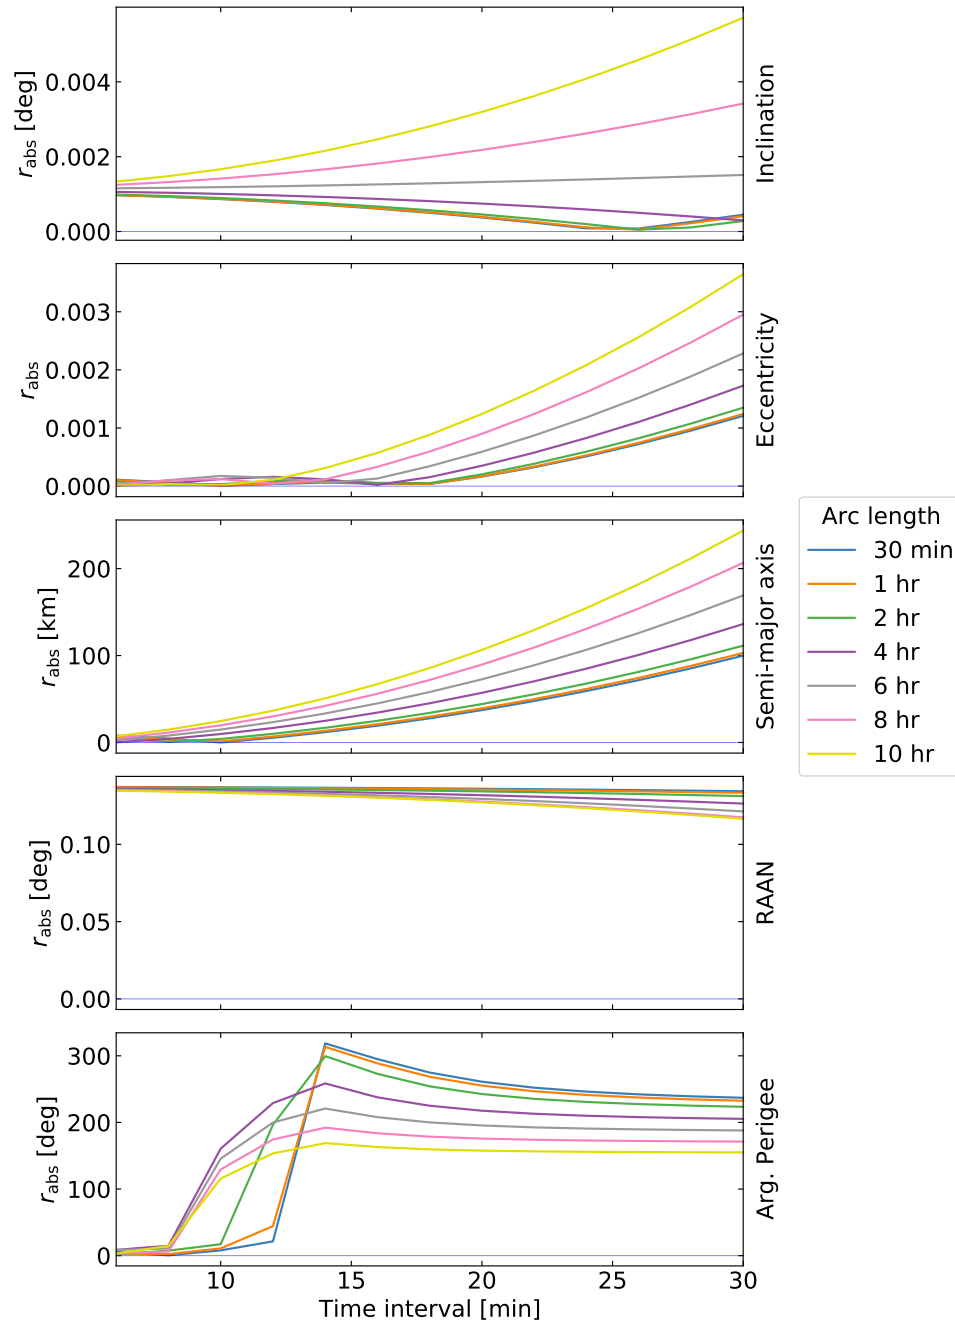 0.004
0.002
0.000
r_abs [deg]
Inclination
0.003
0.002
0.001
0.000
r_abs
Eccentricity
200
100
0
r_abs [km]
Semi-major axis
0.10
0.05
0.00
r_abs [deg]
RAAN
300
200
100
0
r_abs [deg]
Arg. Perigee
10 15 20 25 30
Time interval [min]
Arc length
30 min
1 hr
2 hr
4 hr
6 hr
8 hr
10 hr